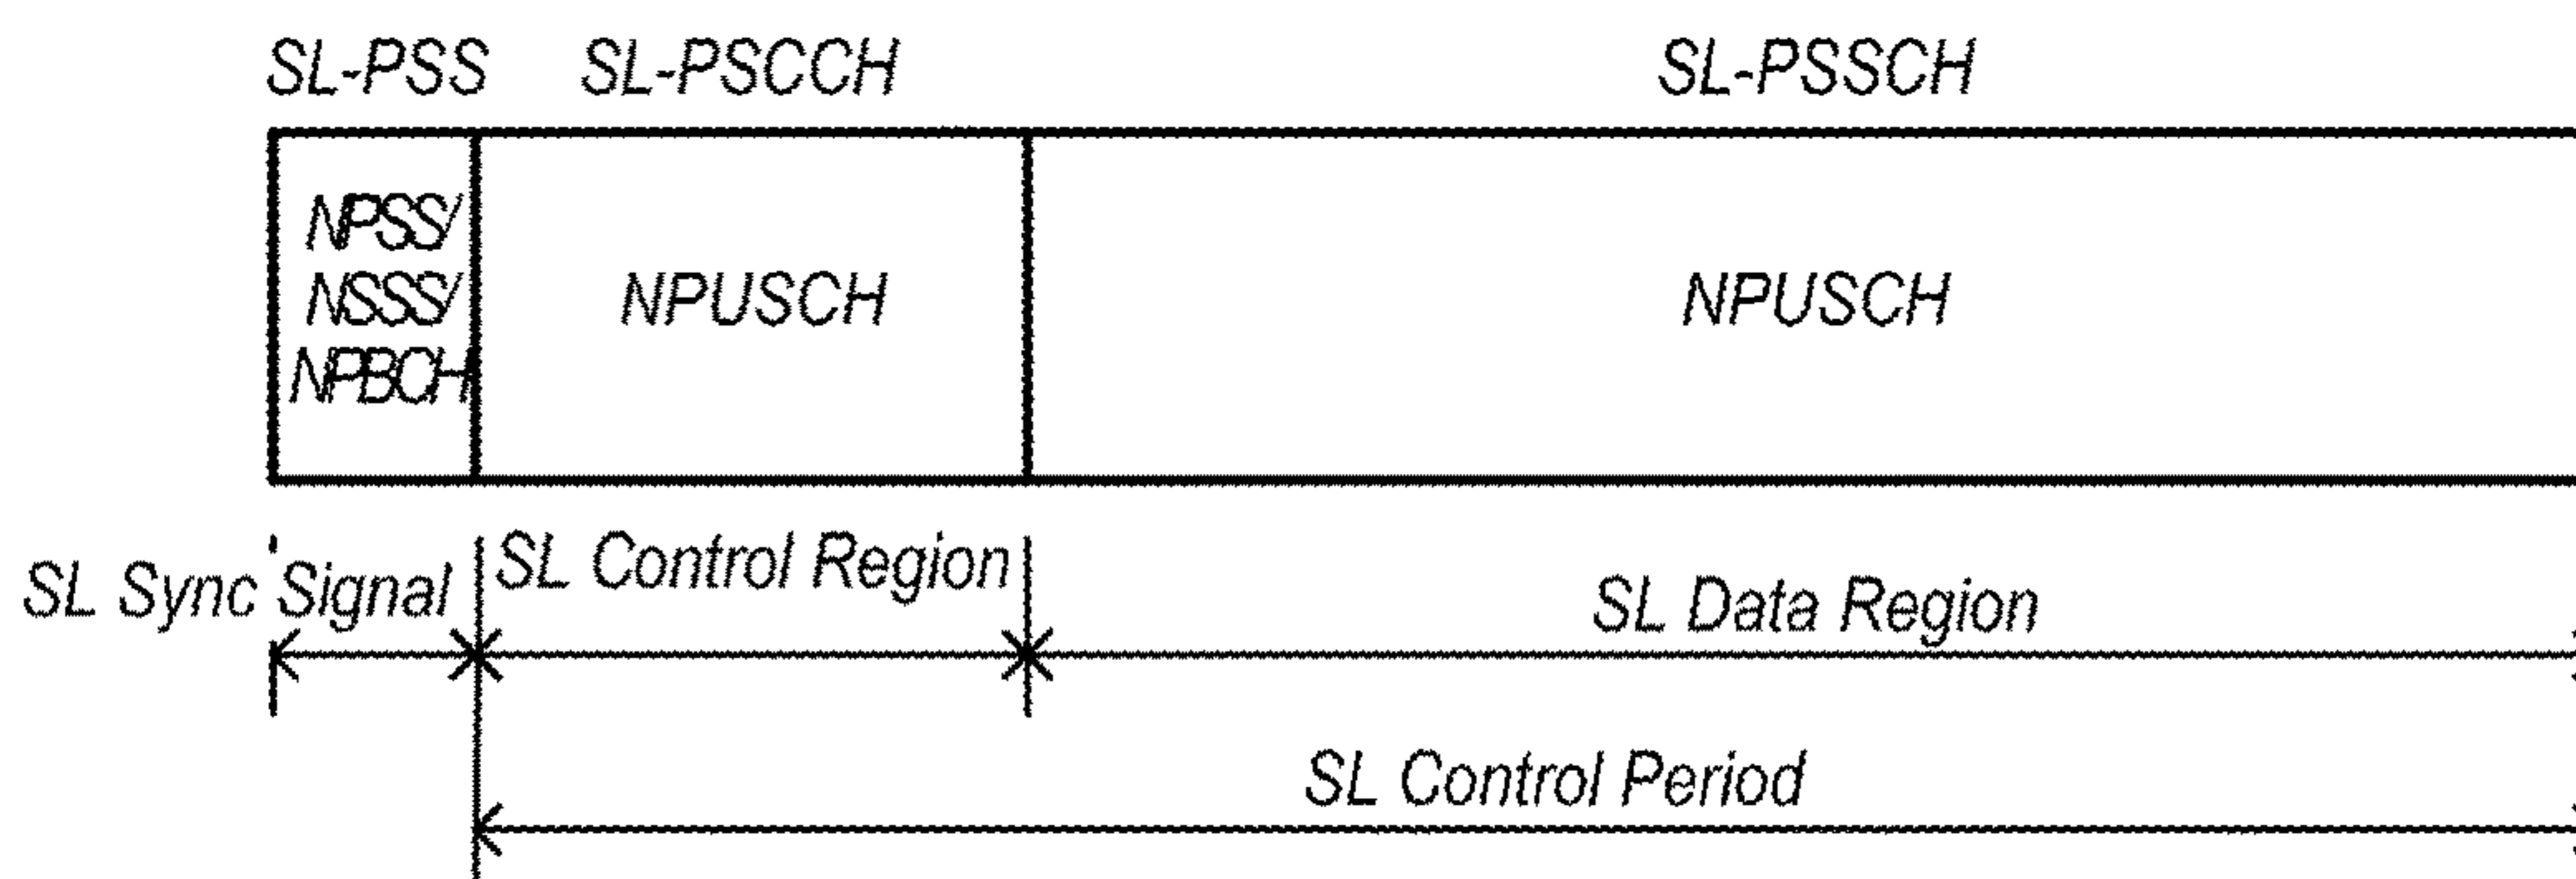 SL-PSS SL-PSCCH SL-PSSCH
NPSS/
NSSS/
NPBCH
NPUSCH NPUSCH
SL Sync Signal SL Control Region SL Data Region
SL Control Period